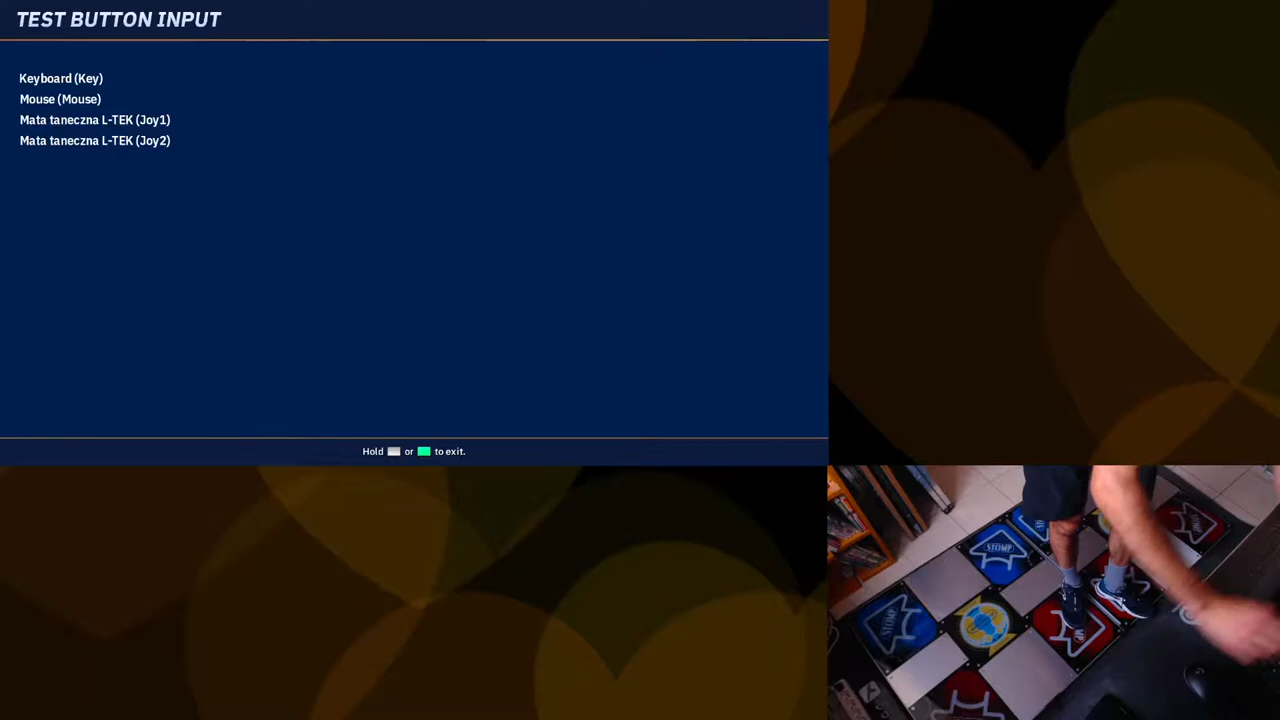 TEST BUTTON INPUT
Keyboard (Key)
Mouse (Mouse)
Mata taneczna L-TEK (Joy1)
Mata taneczna L-TEK (Joy2)
Hold or to exit.
STOMP
STOMP